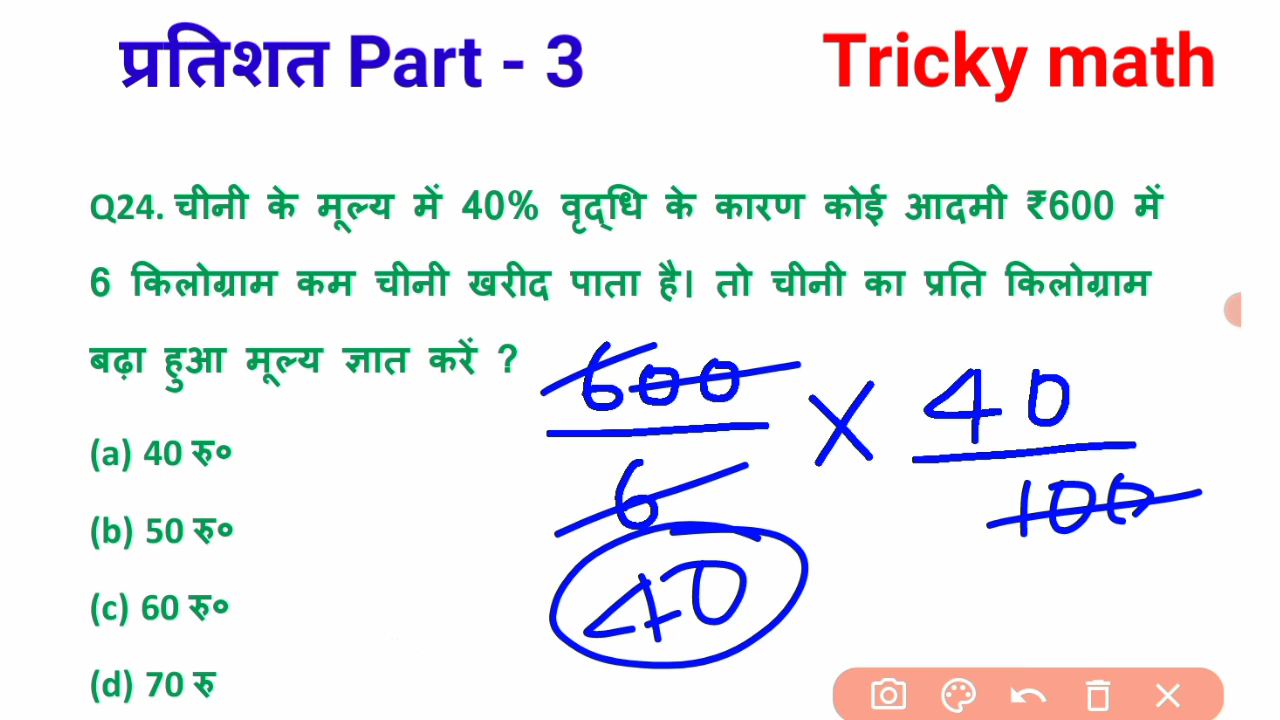 प्रतिशत Part - 3 Tricky math
Q24. चीनी के मूल्य में 40% वृद्धि के कारण कोई आदमी ₹600 में
6 किलोग्राम कम चीनी खरीद पाता है। तो चीनी का प्रति किलोग्राम
बढ़ा हुआ मूल्य ज्ञात करें ?
600
6
X
40
100
40
(a) 40 रु०
(b) 50 रु०
(c) 60 रु०
(d) 70 रु